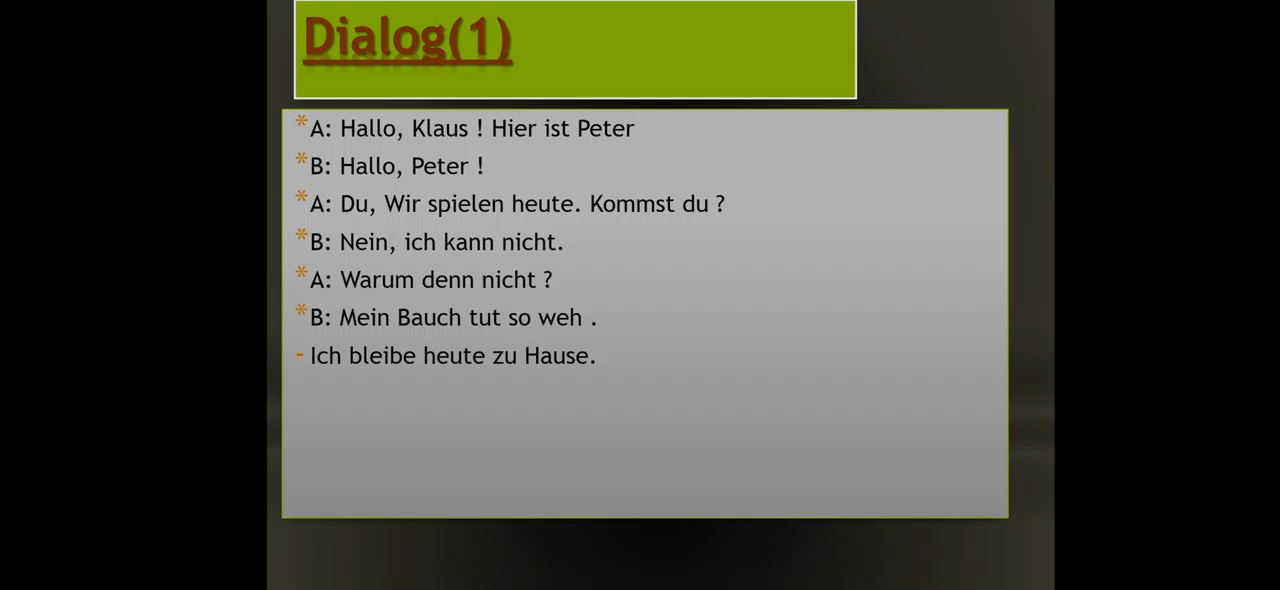 Dialog(1)
*A: Hallo, Klaus ! Hier ist Peter
*B: Hallo, Peter !
*A: Du, Wir spielen heute. Kommst du ?
*B: Nein, ich kann nicht.
*A: Warum denn nicht ?
*B: Mein Bauch tut so weh .
- Ich bleibe heute zu Hause.